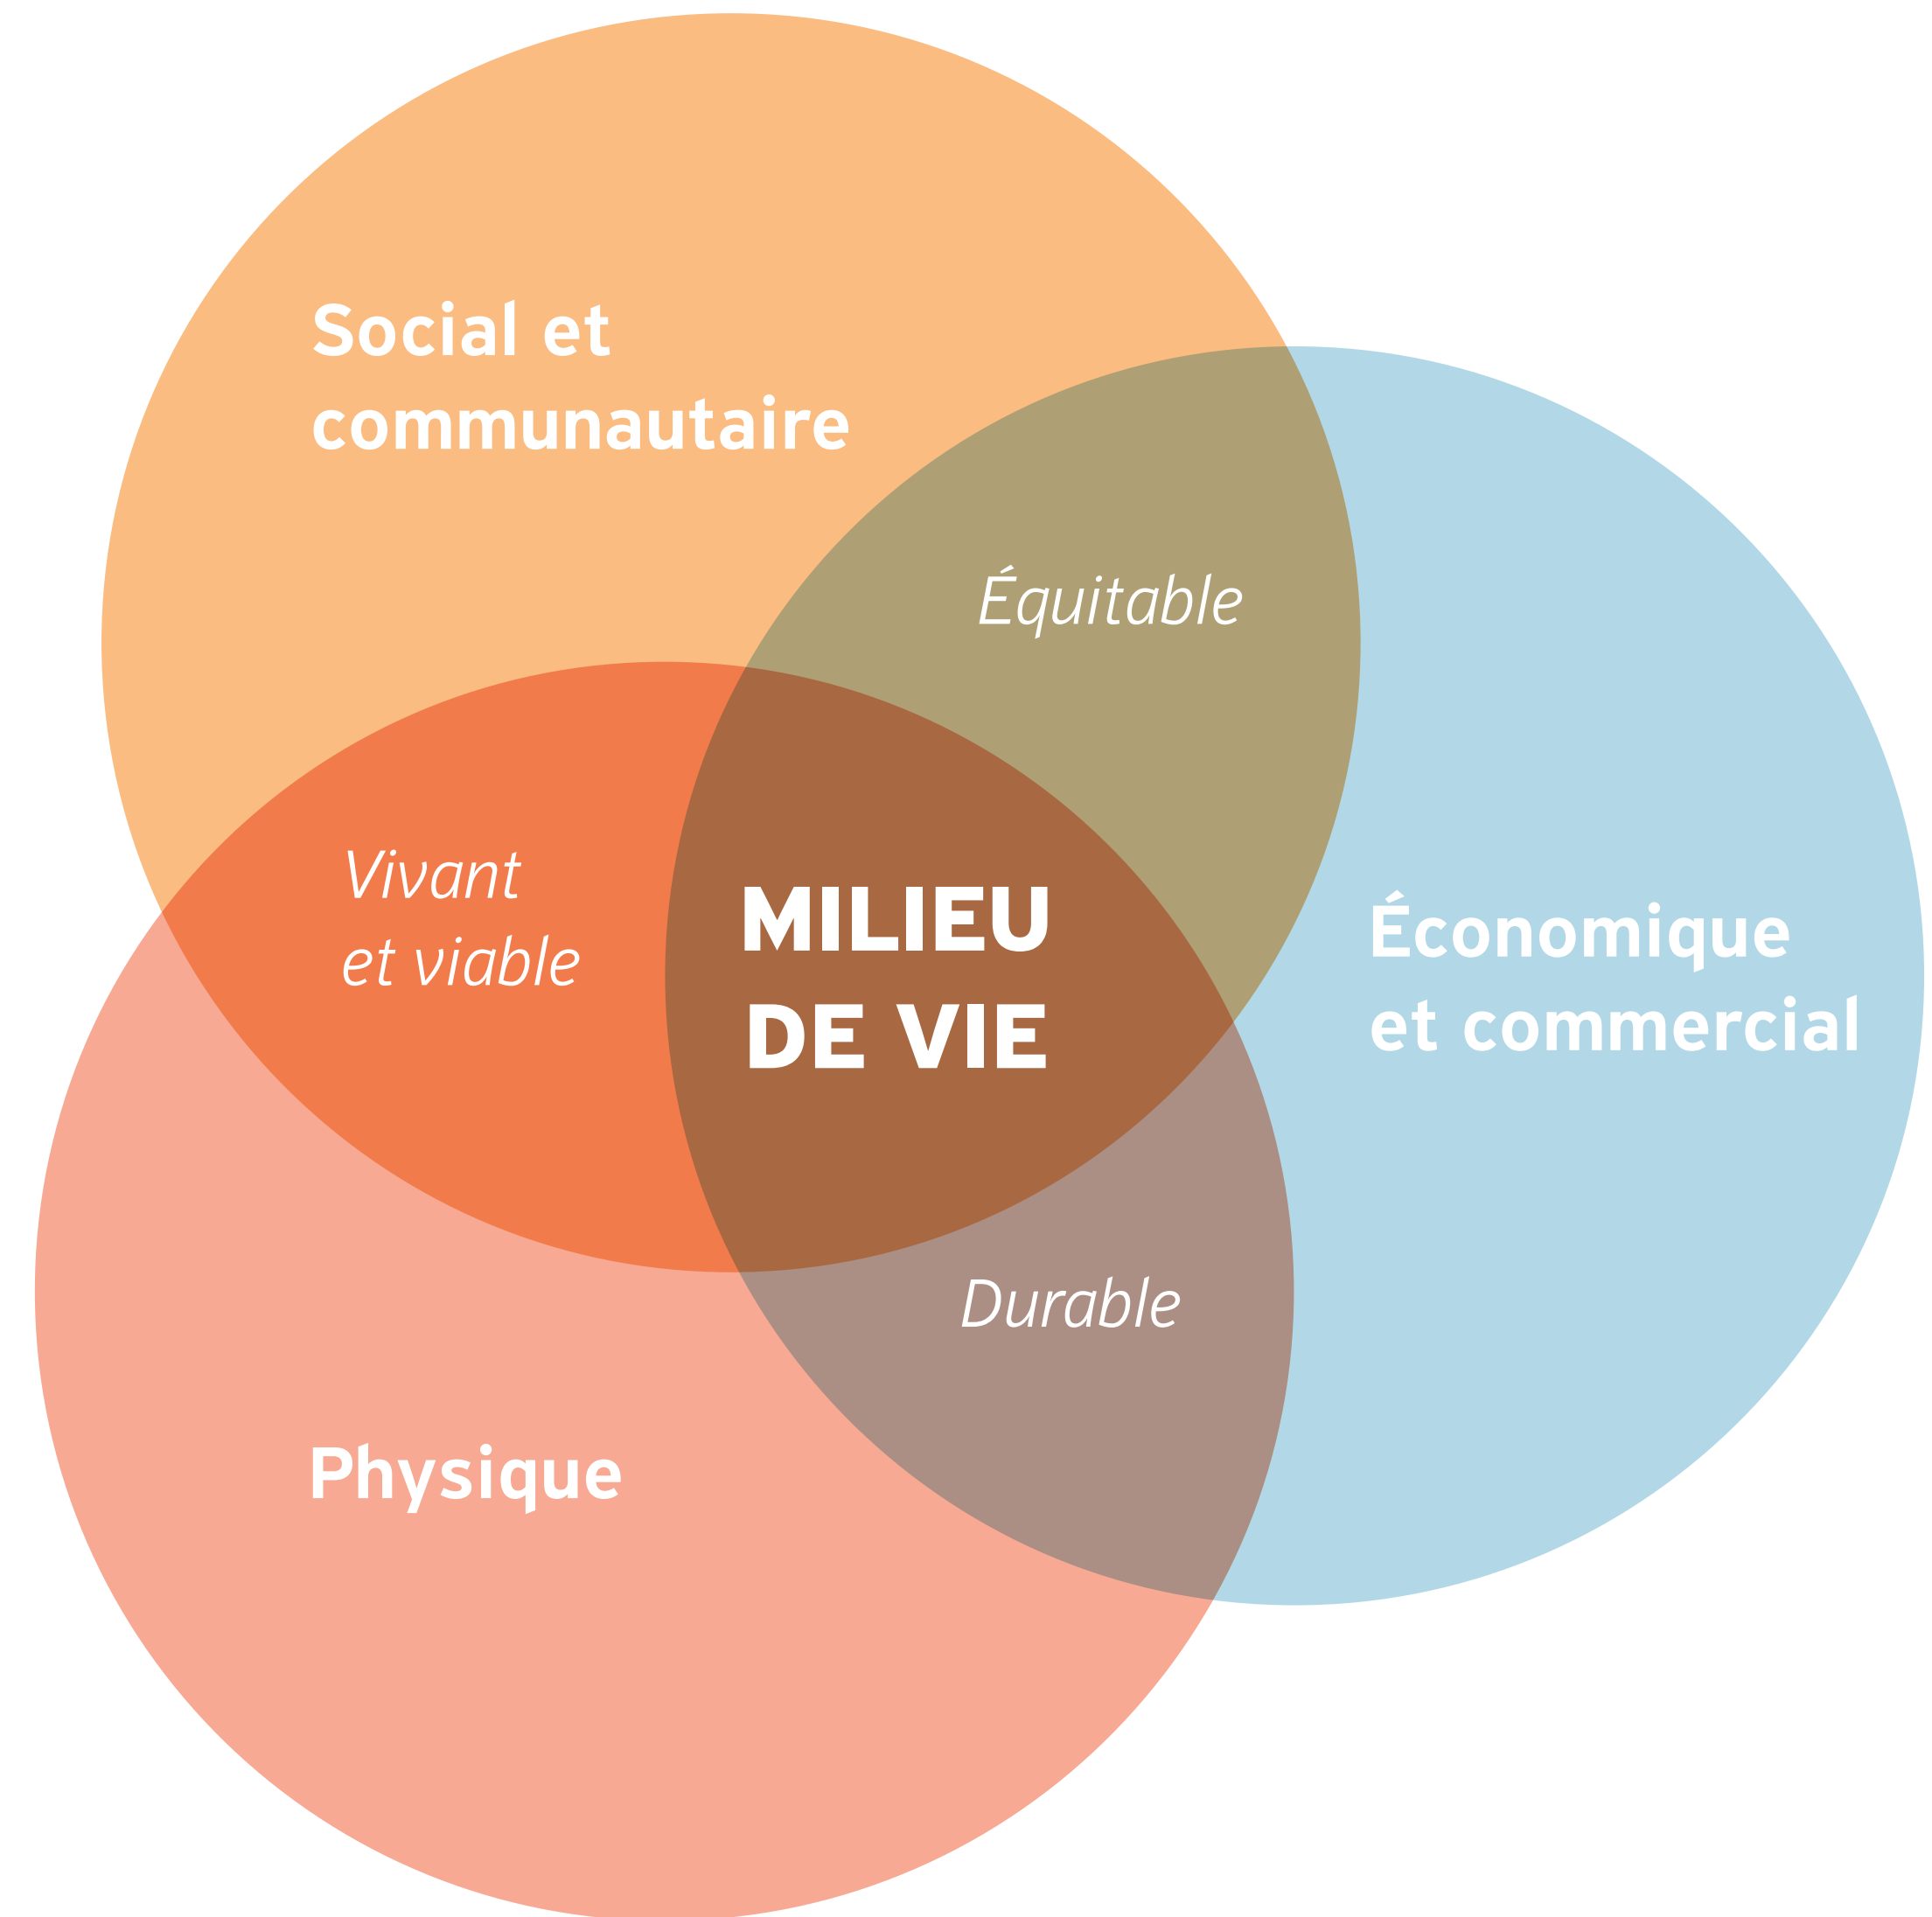 Social et
communautaire
Équitable
Vivant
et viable
MILIEU
DE VIE
Économique
et commercial
Durable
Physique